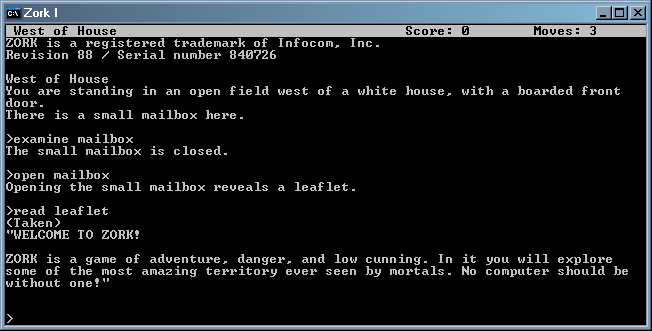 C:\ Zork I
West of House Score: 0 Moves: 3
ZORK is a registered trademark of Infocom, Inc.
Revision 88 / Serial number 840726
West of House
You are standing in an open field west of a white house, with a boarded front
door.
There is a small mailbox here.
>examine mailbox
The small mailbox is closed.
>open mailbox
Opening the small mailbox reveals a leaflet.
>read leaflet
(Taken)
"WELCOME TO ZORK!
ZORK is a game of adventure, danger, and low cunning. In it you will explore
some of the most amazing territory ever seen by mortals. No computer should be
without one!"
>